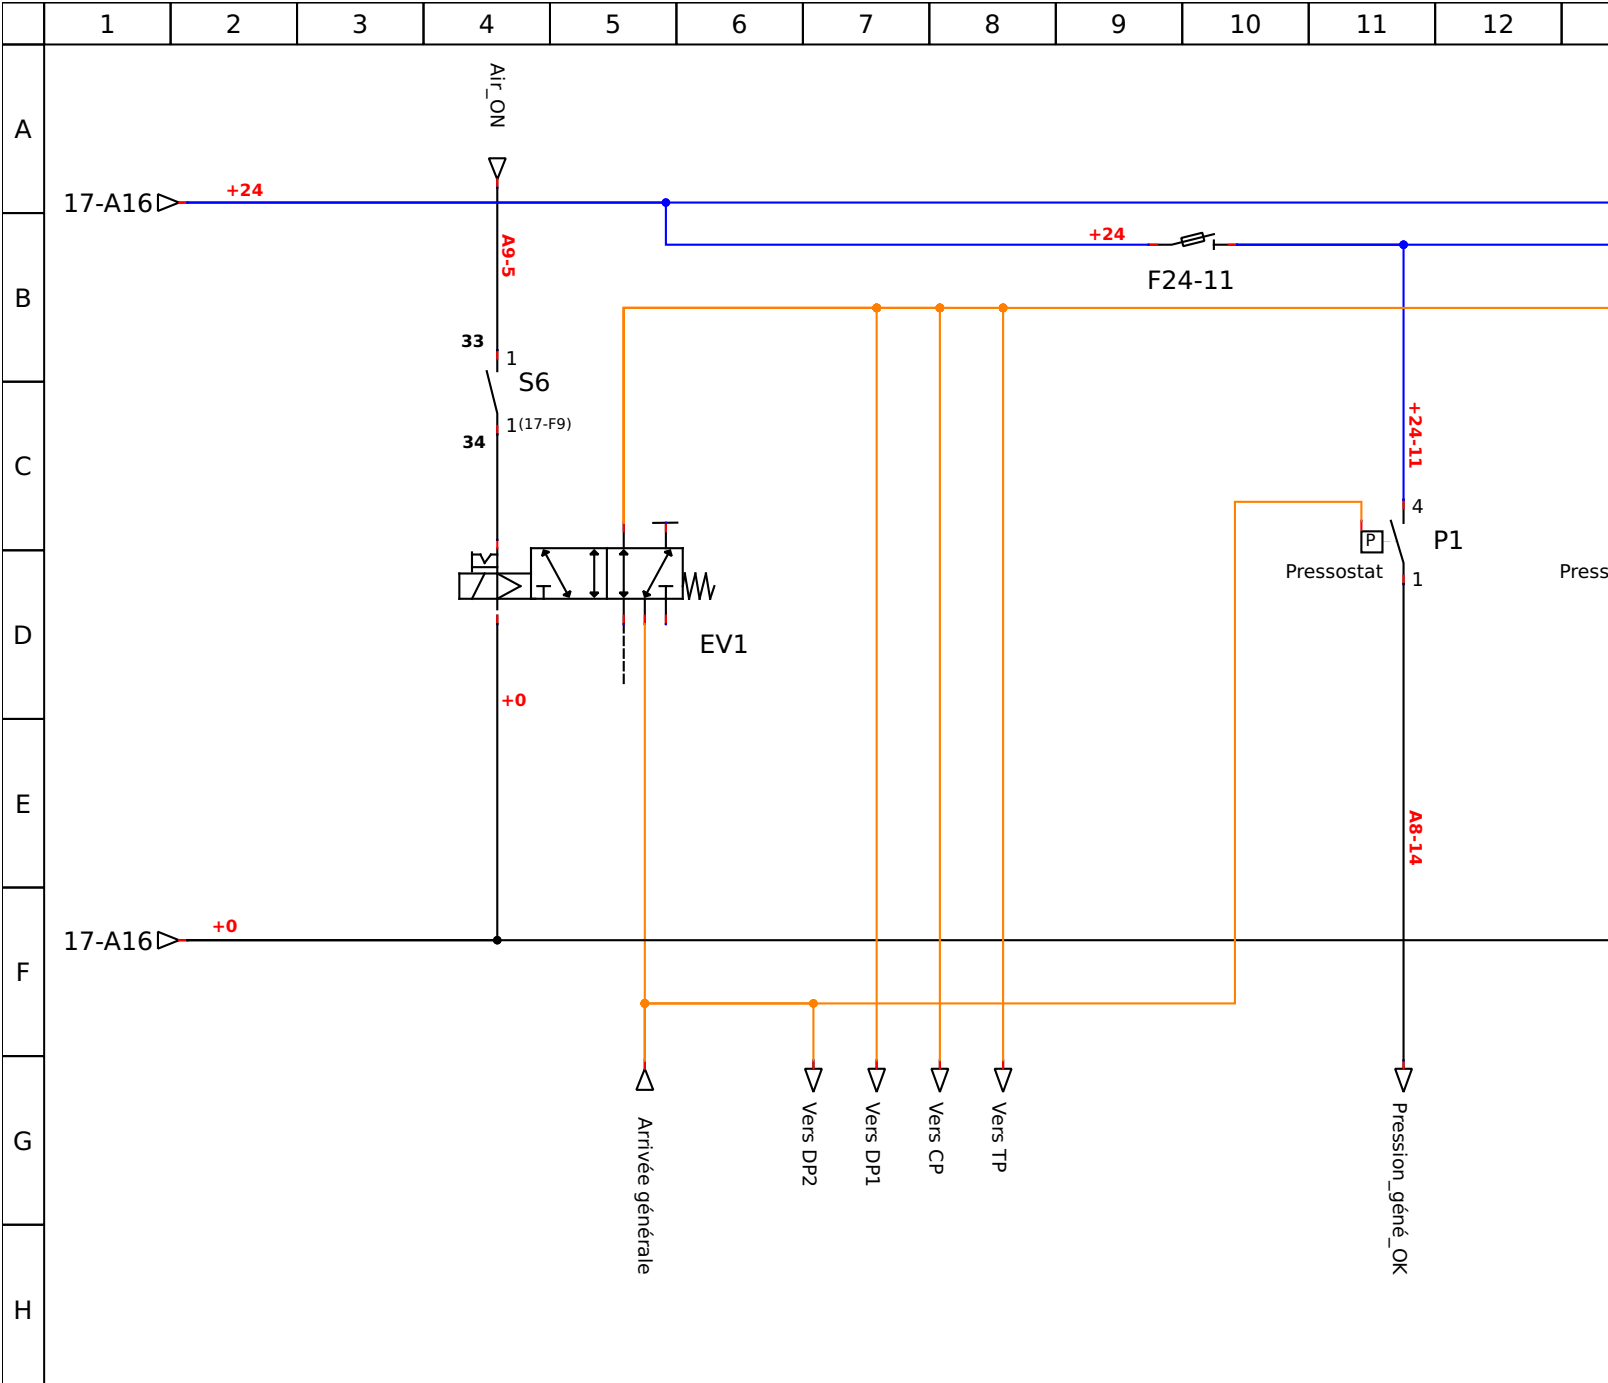 1 2 3 4 5 6 7 8 9 10 11 12
A
B
C
D
E
F
G
H
Air_ON
17-A16
+24
A9-5
+24
F24-11
33
1
S6
1(17-F9)
34
+24-11
4
P
P1
Pressostat
1
Press
EV1
+0
A8-14
17-A16
+0
Arrivée générale
Vers DP2
Vers DP1
Vers CP
Vers TP
Pression_géné_OK